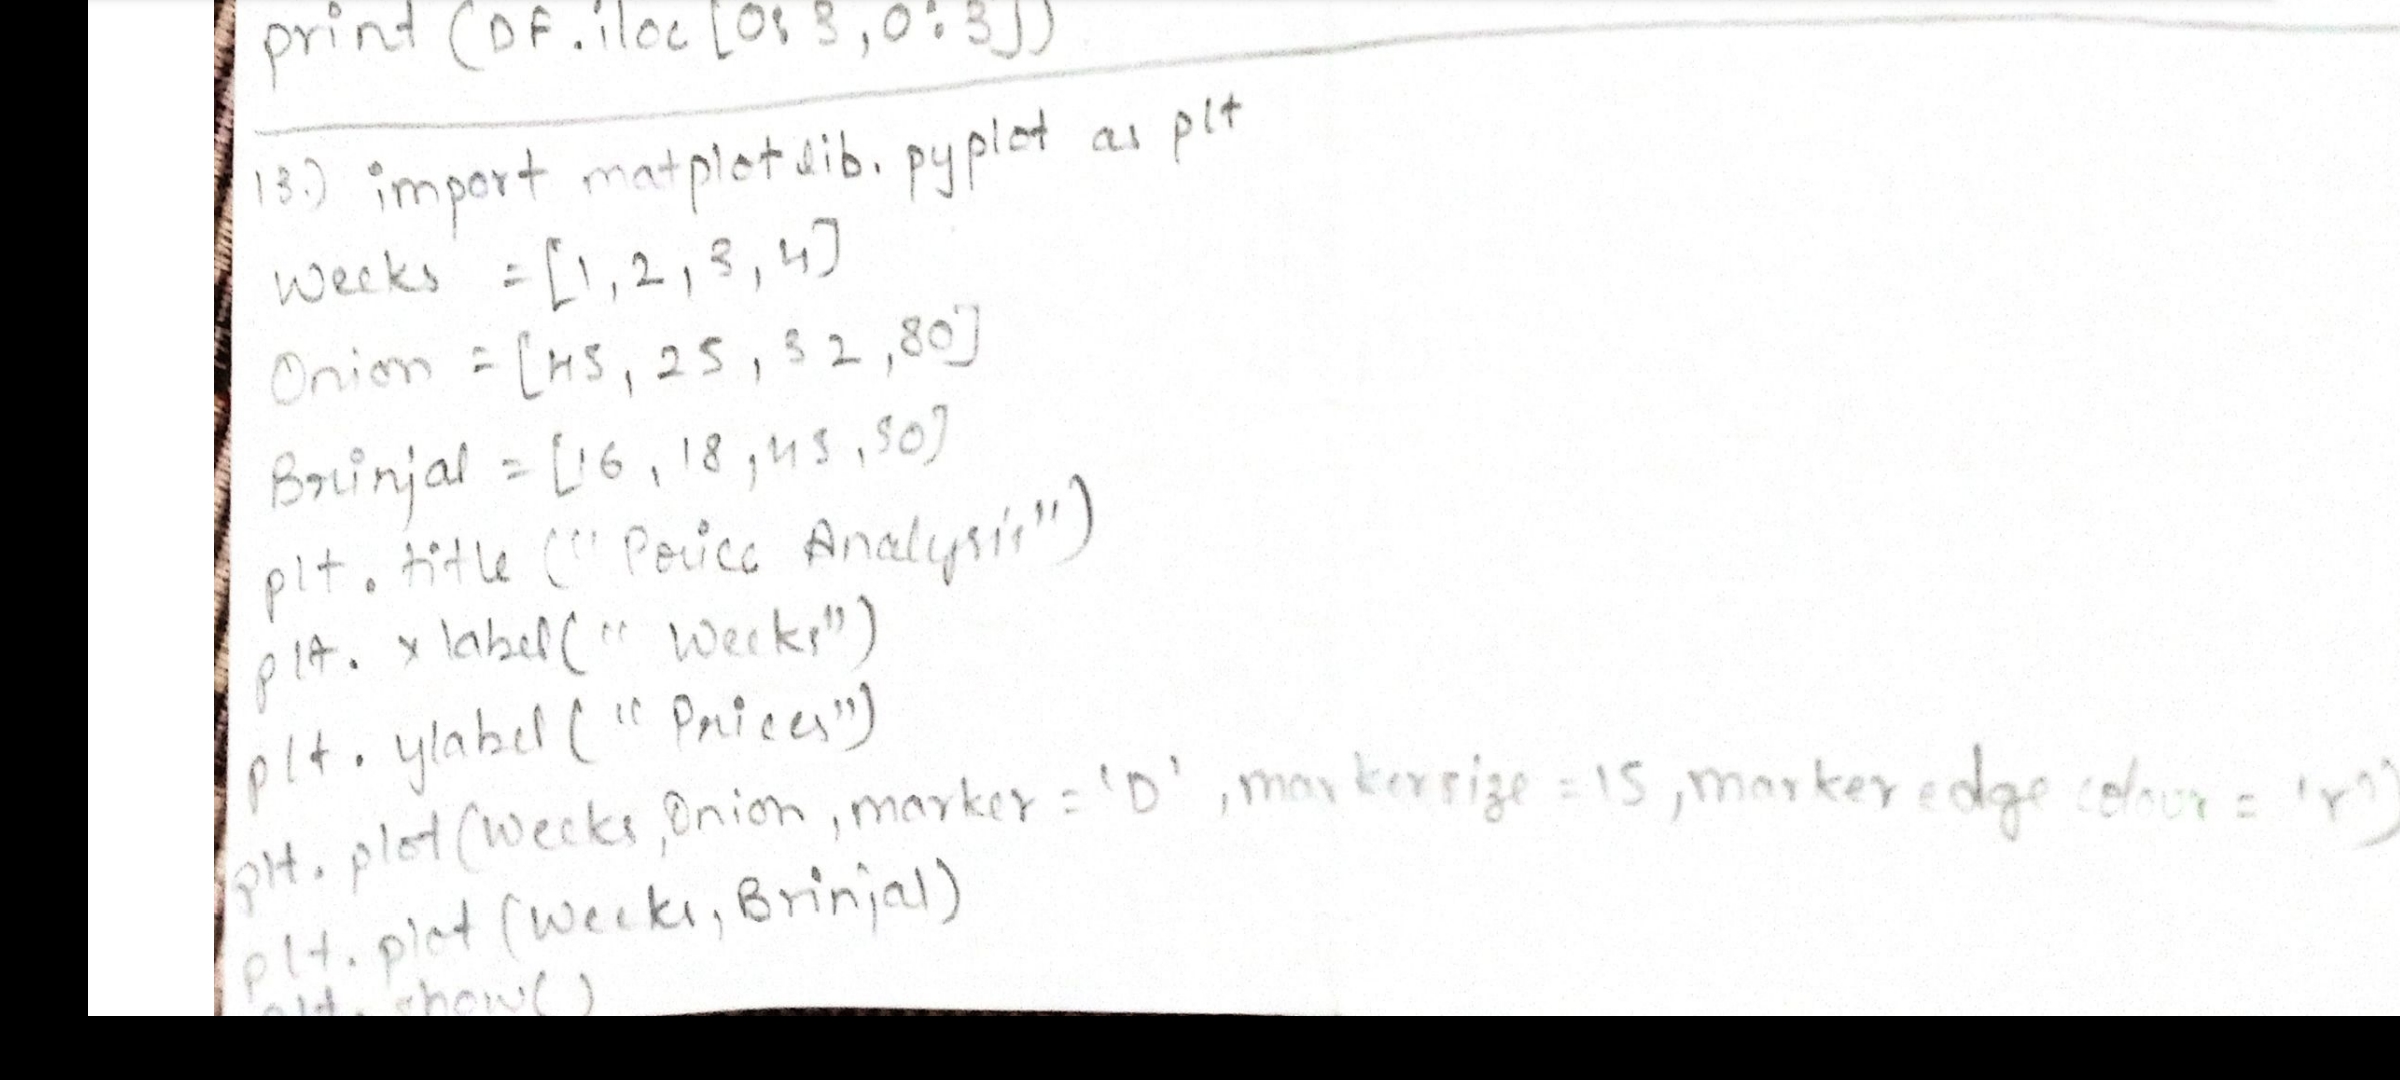 print (DF.iloc [0:3,0:3])
13.) import matplotlib.pyplot as plt
Weeks = [1,2,3,4]
Onion = [45, 25, 32, 80]
Brinjal = [16, 18, 45, 50]
plt.title ("Price Analysis")
plt.xlabel("Weeks")
plt.ylabel("Prices")
plt.plot(Weeks, Onion, marker = 'D', markersize = 15, markeredgecolour = 'r')
plt.plot (Weeks, Brinjal)
plt.show()